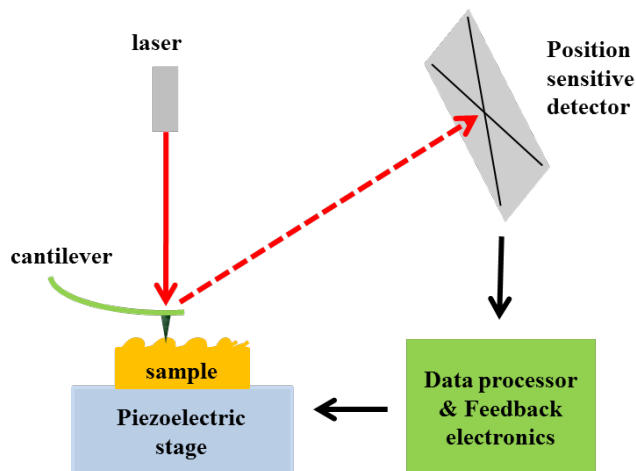 laser
Position
sensitive
detector
cantilever
sample
Piezoelectric
stage
Data processor
& Feedback
electronics